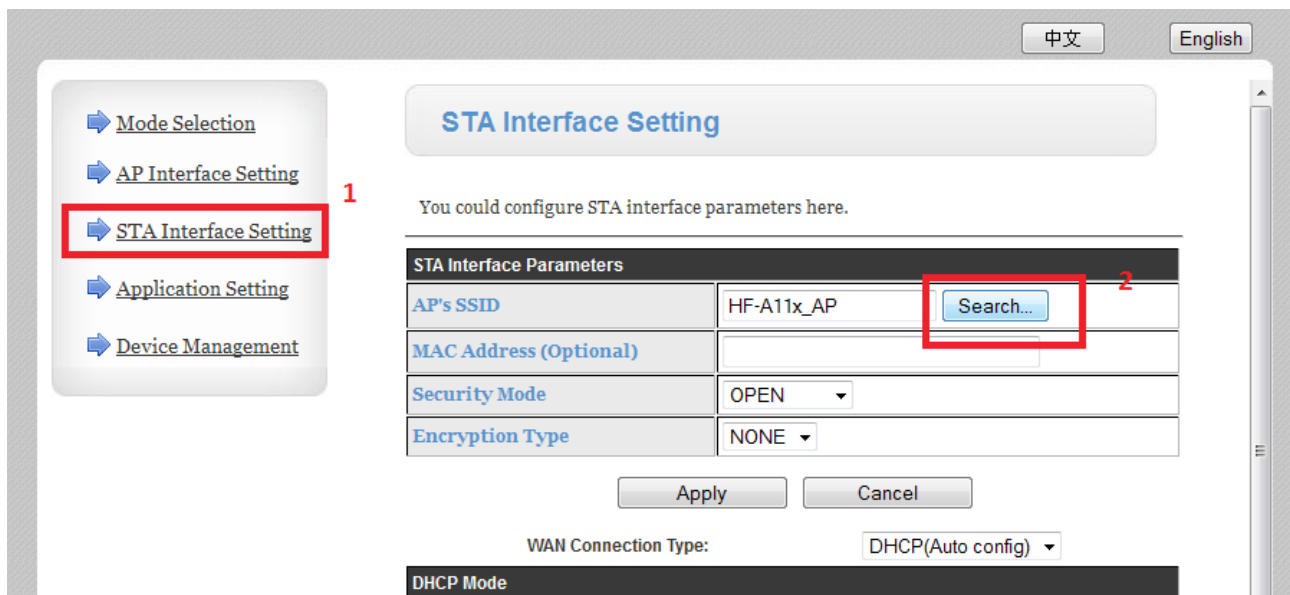 中文
English
Mode Selection
AP Interface Setting
STA Interface Setting
Application Setting
Device Management
1
STA Interface Setting
You could configure STA interface parameters here.
STA Interface Parameters
AP's SSID
HF-A11x_AP
Search...
2
MAC Address (Optional)
Security Mode
OPEN
Encryption Type
NONE
Apply
Cancel
WAN Connection Type:
DHCP(Auto config)
DHCP Mode